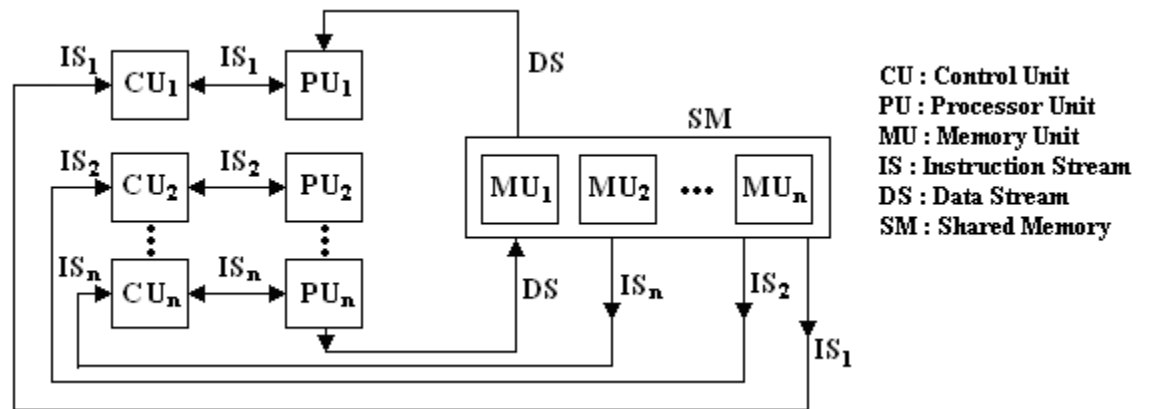 IS₁ CU₁ IS₁ PU₁
DS
SM
IS₂ CU₂ IS₂ PU₂
MU₁ MU₂ ••• MUₙ
ISₙ CUₙ ISₙ PUₙ
DS ISₙ IS₂ IS₁
CU : Control Unit
PU : Processor Unit
MU : Memory Unit
IS : Instruction Stream
DS : Data Stream
SM : Shared Memory